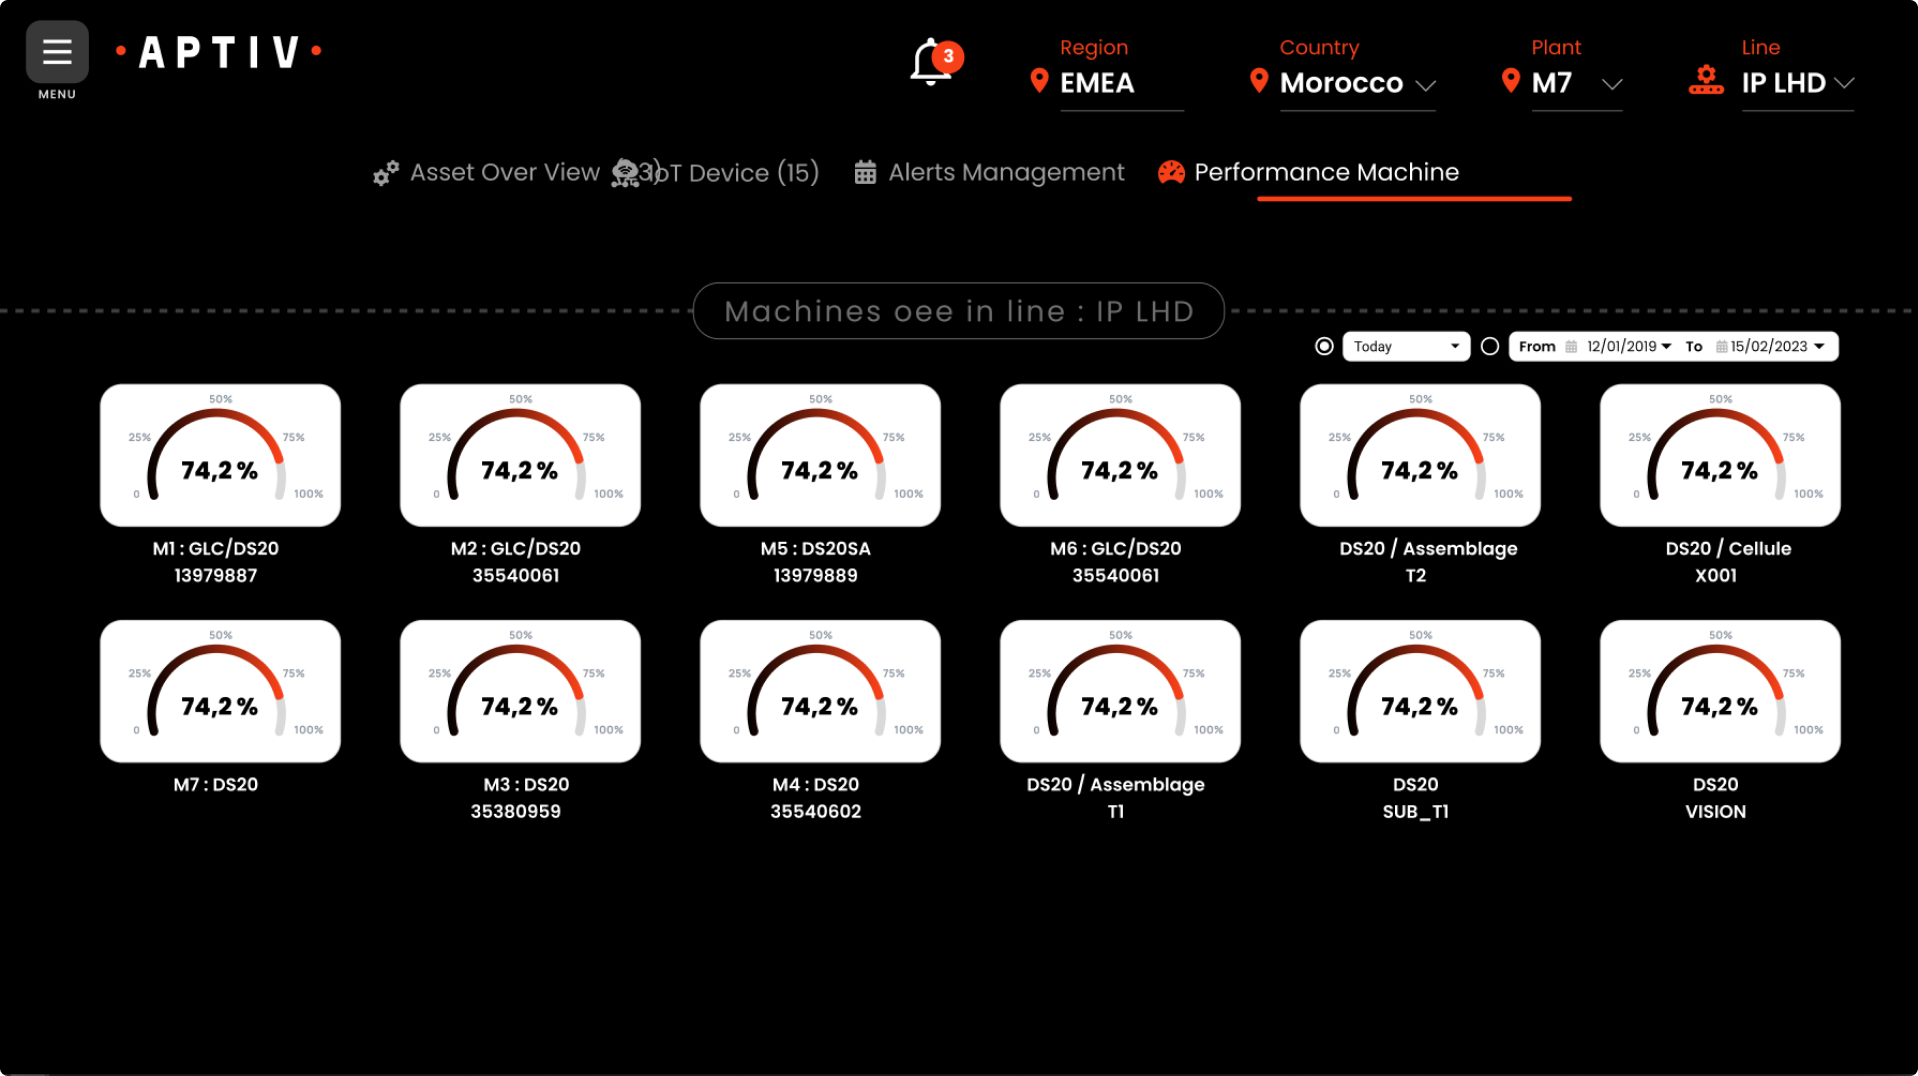 MENU
APTIV
3
Region
EMEA
Country
Morocco
Plant
M7
Line
IP LHD
Asset Over View
3)
IoT Device (15)
Alerts Management
Performance Machine
Machines oee in line : IP LHD
Today
From 12/01/2019 To 15/02/2023
50%
25% 75%
74,2 %
0 100%
M1 : GLC/DS20
13979887
50%
25% 75%
74,2 %
0 100%
M2 : GLC/DS20
35540061
50%
25% 75%
74,2 %
0 100%
M5 : DS20SA
13979889
50%
25% 75%
74,2 %
0 100%
M6 : GLC/DS20
35540061
50%
25% 75%
74,2 %
0 100%
DS20 / Assemblage
T2
50%
25% 75%
74,2 %
0 100%
DS20 / Cellule
X001
50%
25% 75%
74,2 %
0 100%
M7 : DS20
50%
25% 75%
74,2 %
0 100%
M3 : DS20
35380959
50%
25% 75%
74,2 %
0 100%
M4 : DS20
35540602
50%
25% 75%
74,2 %
0 100%
DS20 / Assemblage
T1
50%
25% 75%
74,2 %
0 100%
DS20
SUB_T1
50%
25% 75%
74,2 %
0 100%
DS20
VISION